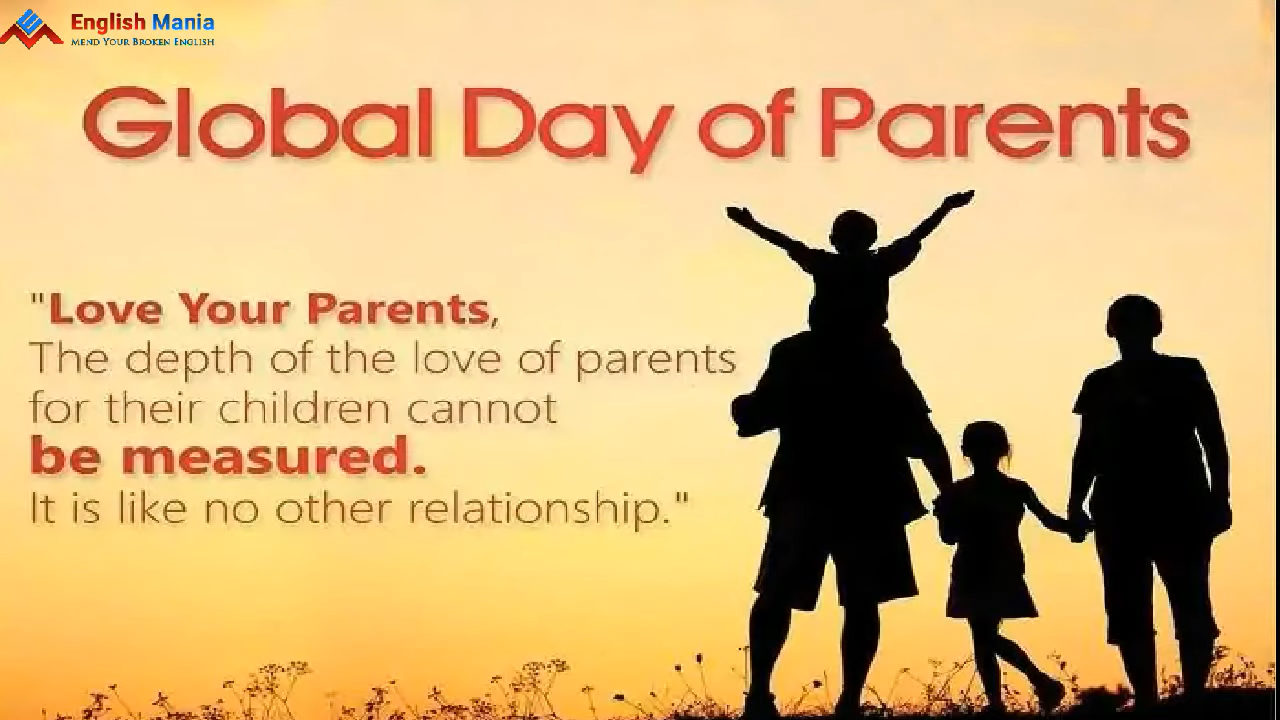 English Mania
MEND YOUR BROKEN ENGLISH
Global Day of Parents
"Love Your Parents,
The depth of the love of parents
for their children cannot
be measured.
It is like no other relationship."